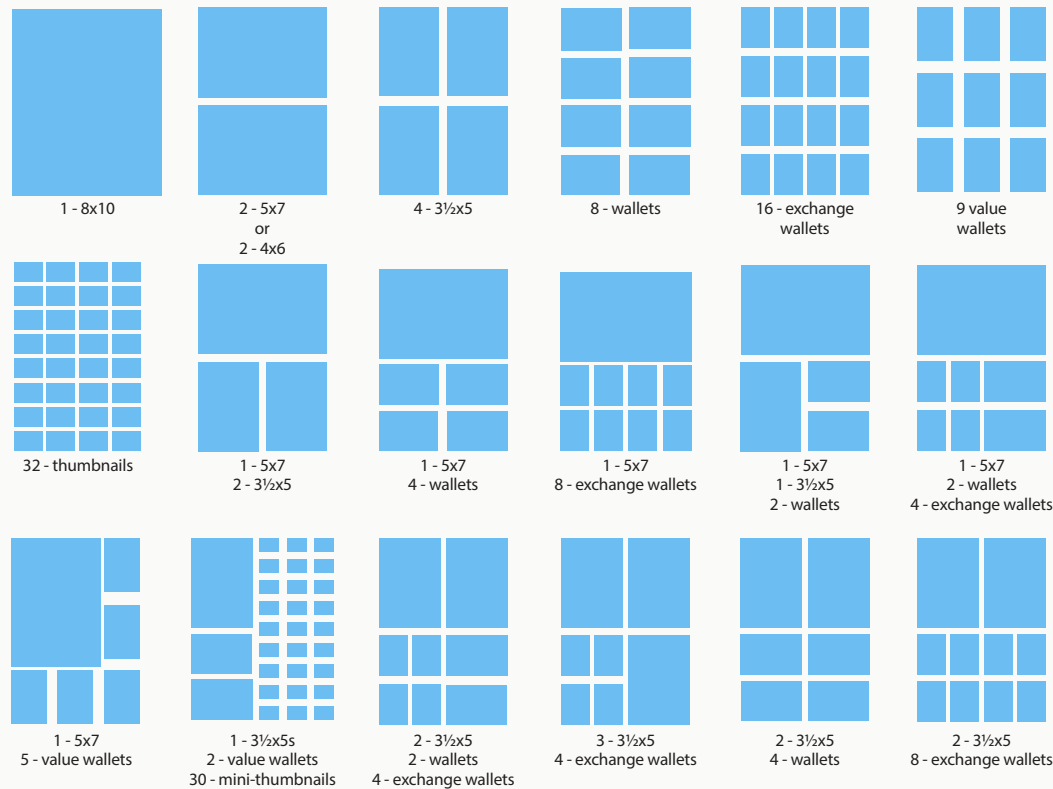 1 - 8x10
2 - 5x7
or
2 - 4x6
4 - 3½x5
8 - wallets
16 - exchange
wallets
9 value
wallets
32 - thumbnails
1 - 5x7
2 - 3½x5
1 - 5x7
4 - wallets
1 - 5x7
8 - exchange wallets
1 - 5x7
1 - 3½x5
2 - wallets
1 - 5x7
2 - wallets
4 - exchange wallets
1 - 5x7
5 - value wallets
1 - 3½x5s
2 - value wallets
30 - mini-thumbnails
2 - 3½x5
2 - wallets
4 - exchange wallets
3 - 3½x5
4 - exchange wallets
2 - 3½x5
4 - wallets
2 - 3½x5
8 - exchange wallets